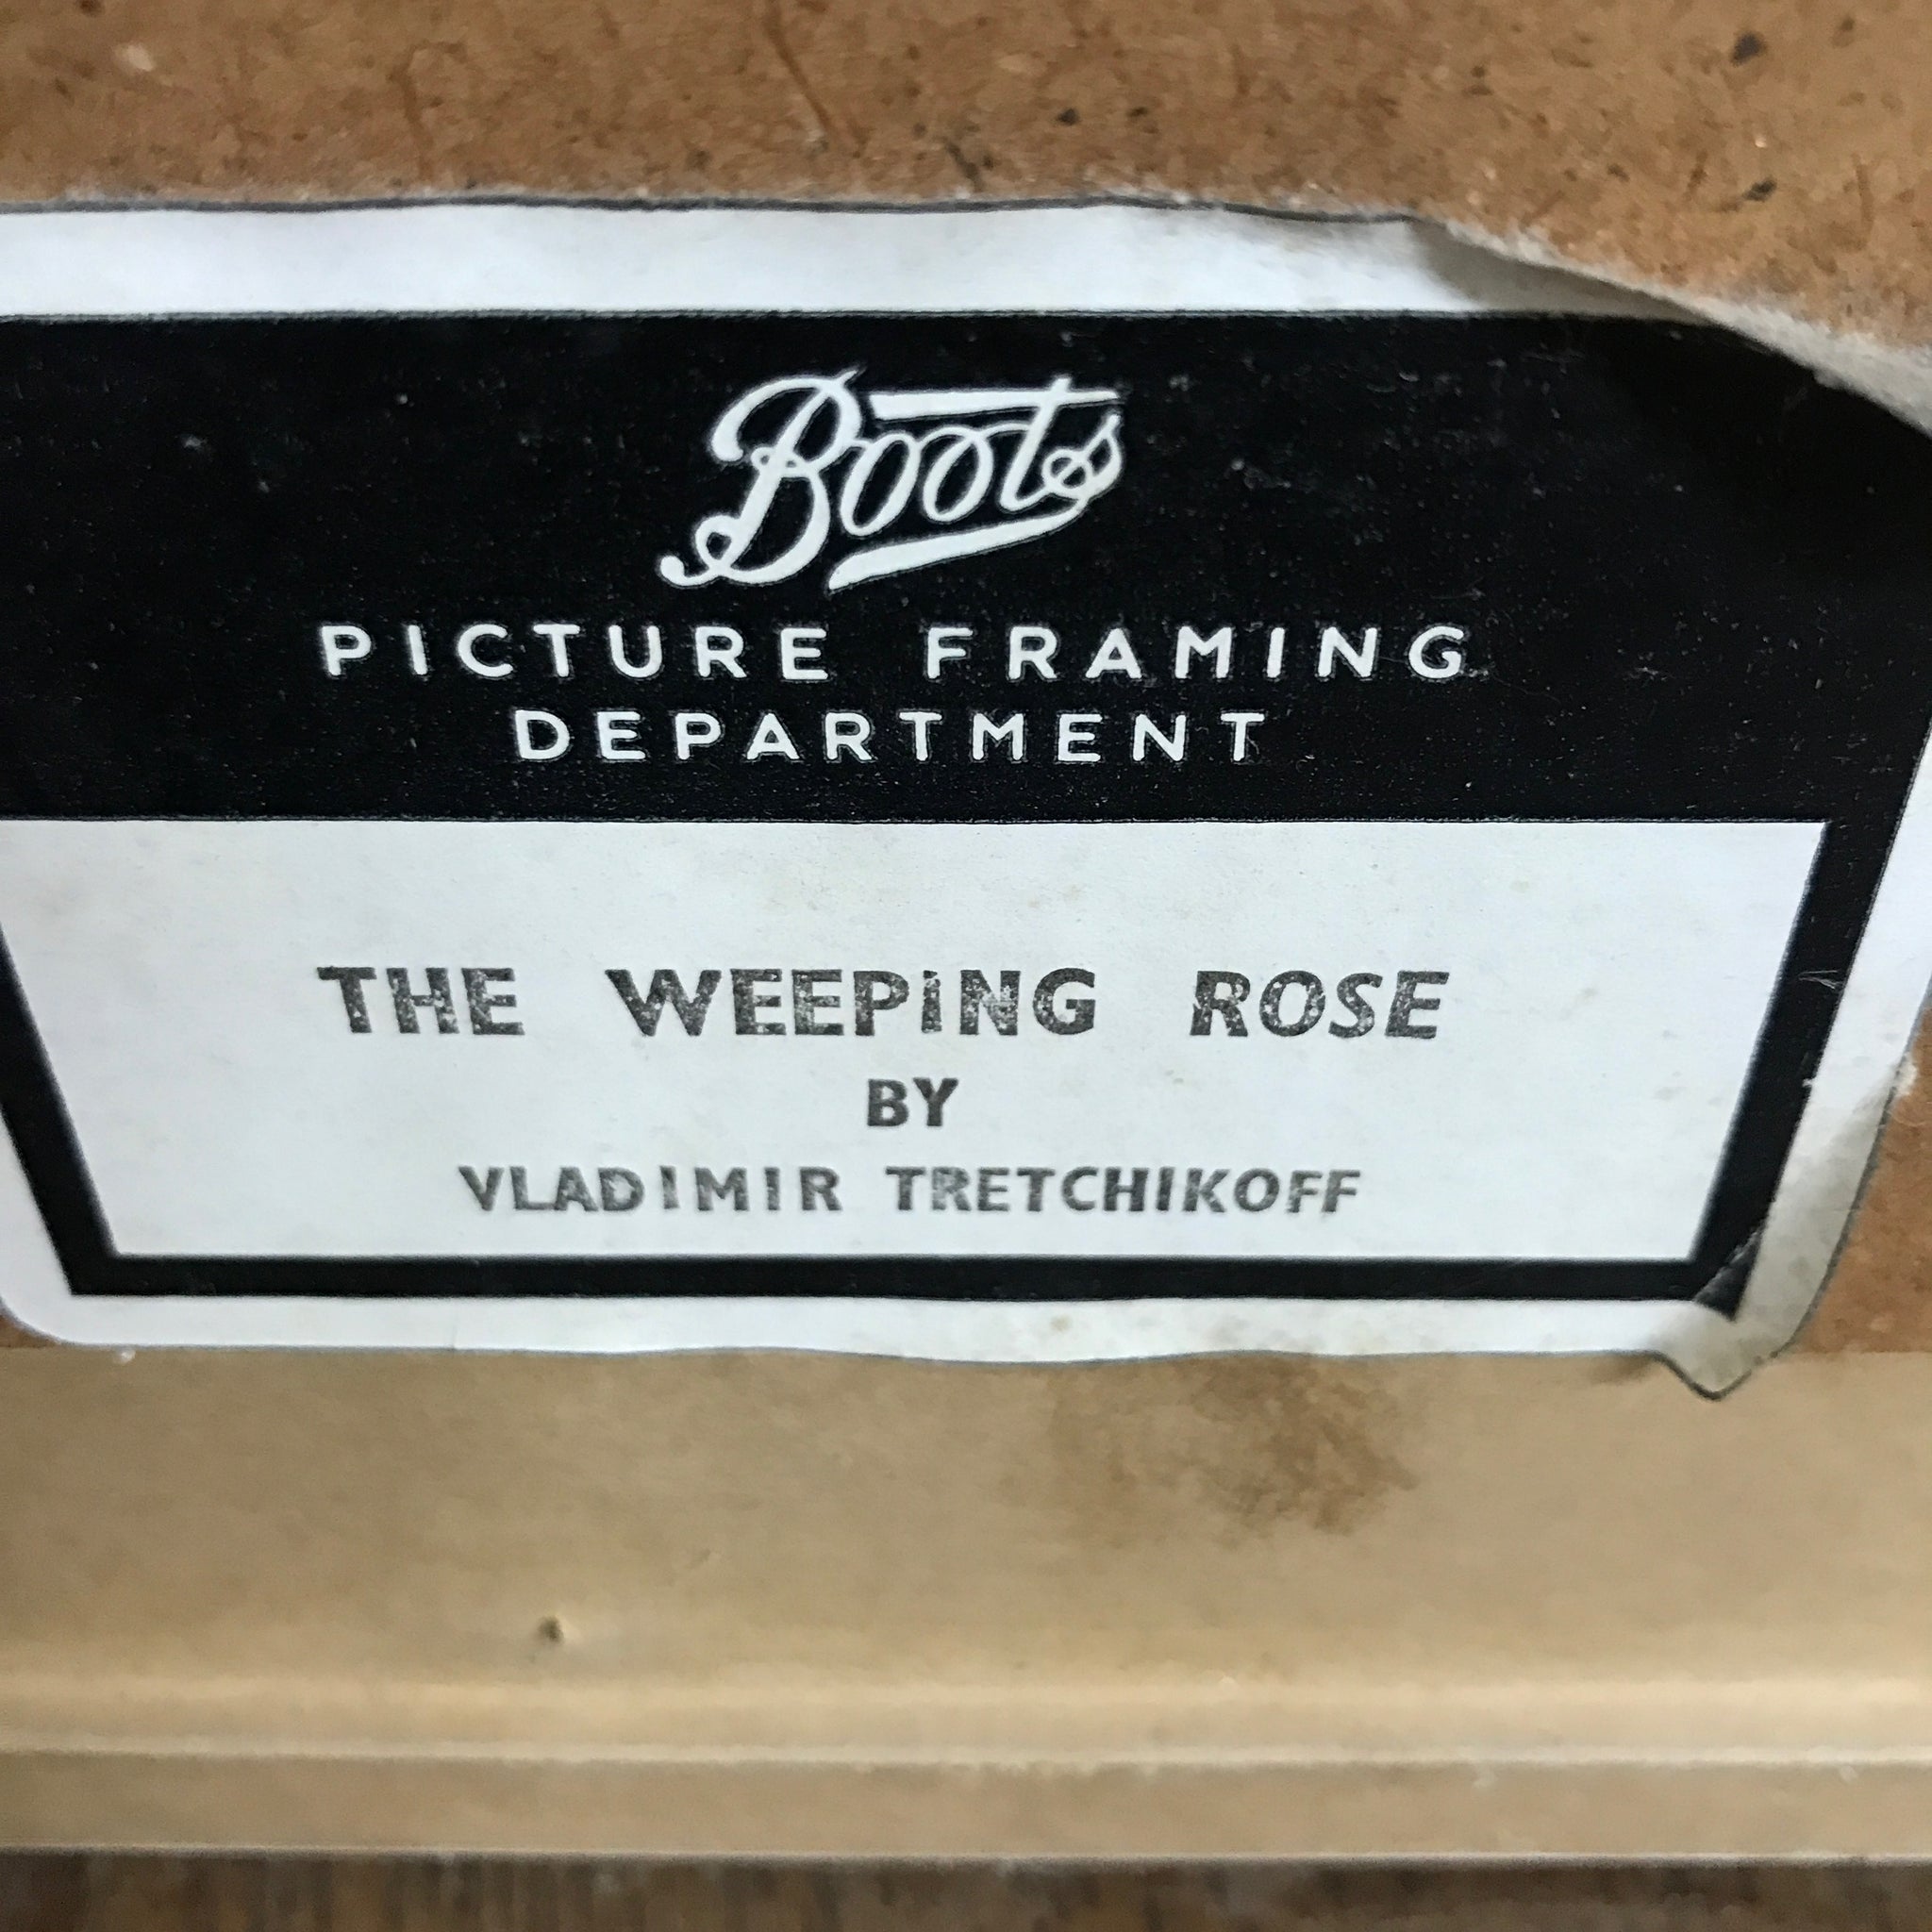 Boots
PICTURE FRAMING
DEPARTMENT
THE WEEPING ROSE
BY
VLADIMIR TRETCHIKOFF